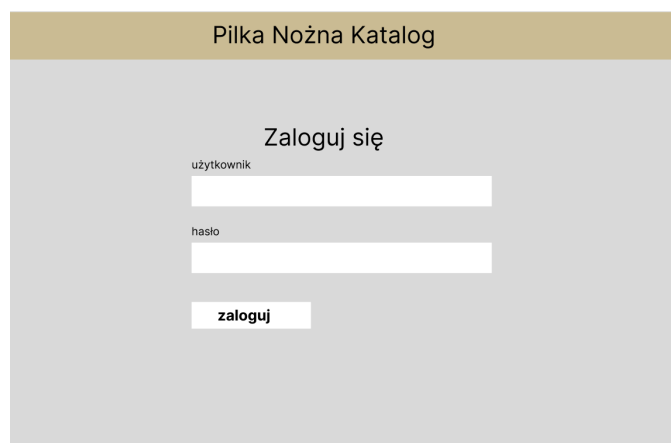 Pilka Nożna Katalog
Zaloguj się
użytkownik
hasło
zaloguj